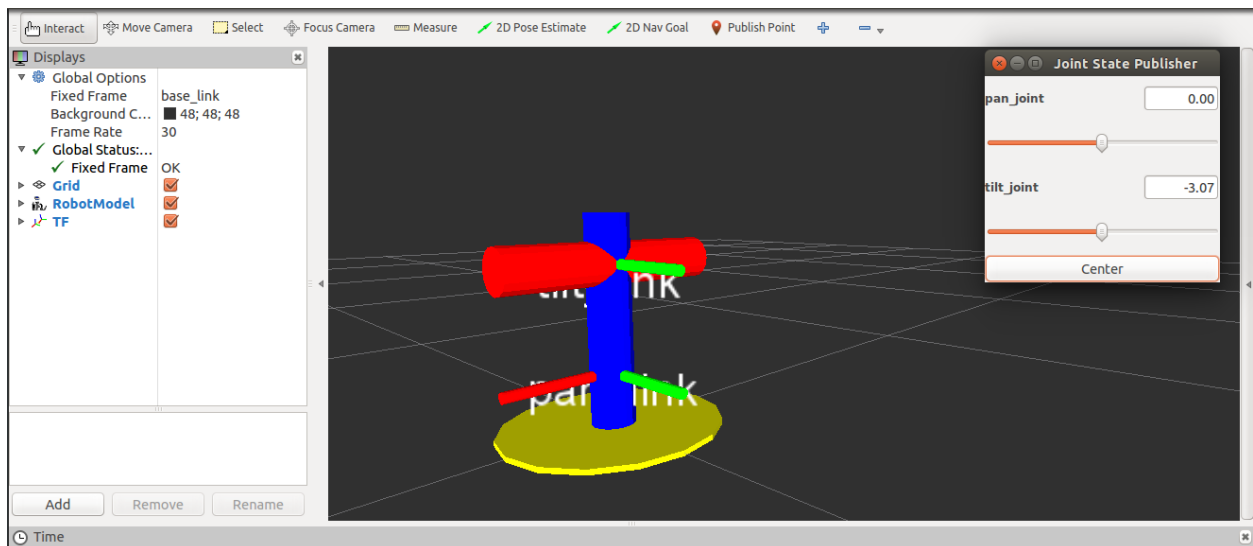 Interact Move Camera Select Focus Camera Measure 2D Pose Estimate 2D Nav Goal Publish Point
Displays
Global Options
Fixed Frame base_link
Background C... 48; 48; 48
Frame Rate 30
Global Status:...
Fixed Frame OK
Grid
RobotModel
TF
Add Remove Rename
Time
Joint State Publisher
pan_joint 0.00
tilt_joint -3.07
Center